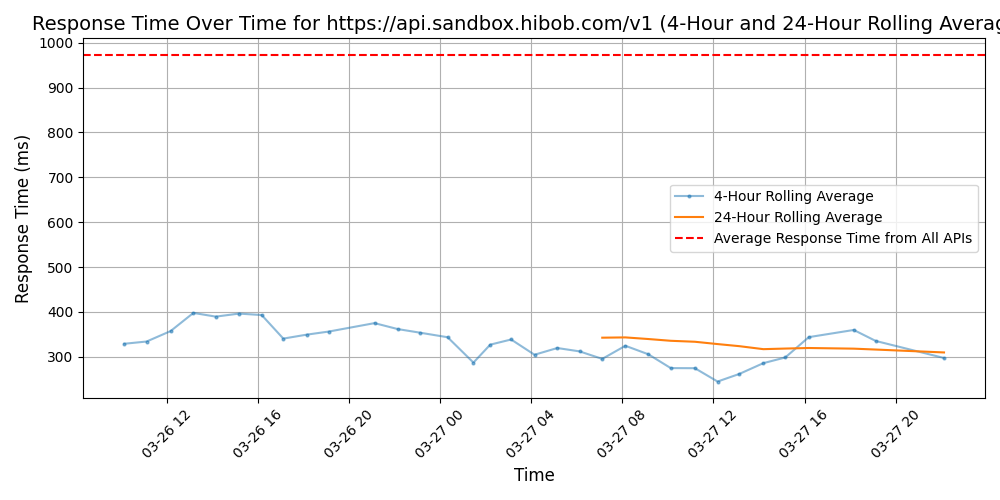 Response Time Over Time for https://api.sandbox.hibob.com/v1 (4-Hour and 24-Hour Rolling Averag
1000
900
800
700
600
500
400
300
Response Time (ms)
4-Hour Rolling Average
24-Hour Rolling Average
Average Response Time from All APIs
03-26 12
03-26 16
03-26 20
03-27 00
03-27 04
03-27 08
03-27 12
03-27 16
03-27 20
Time